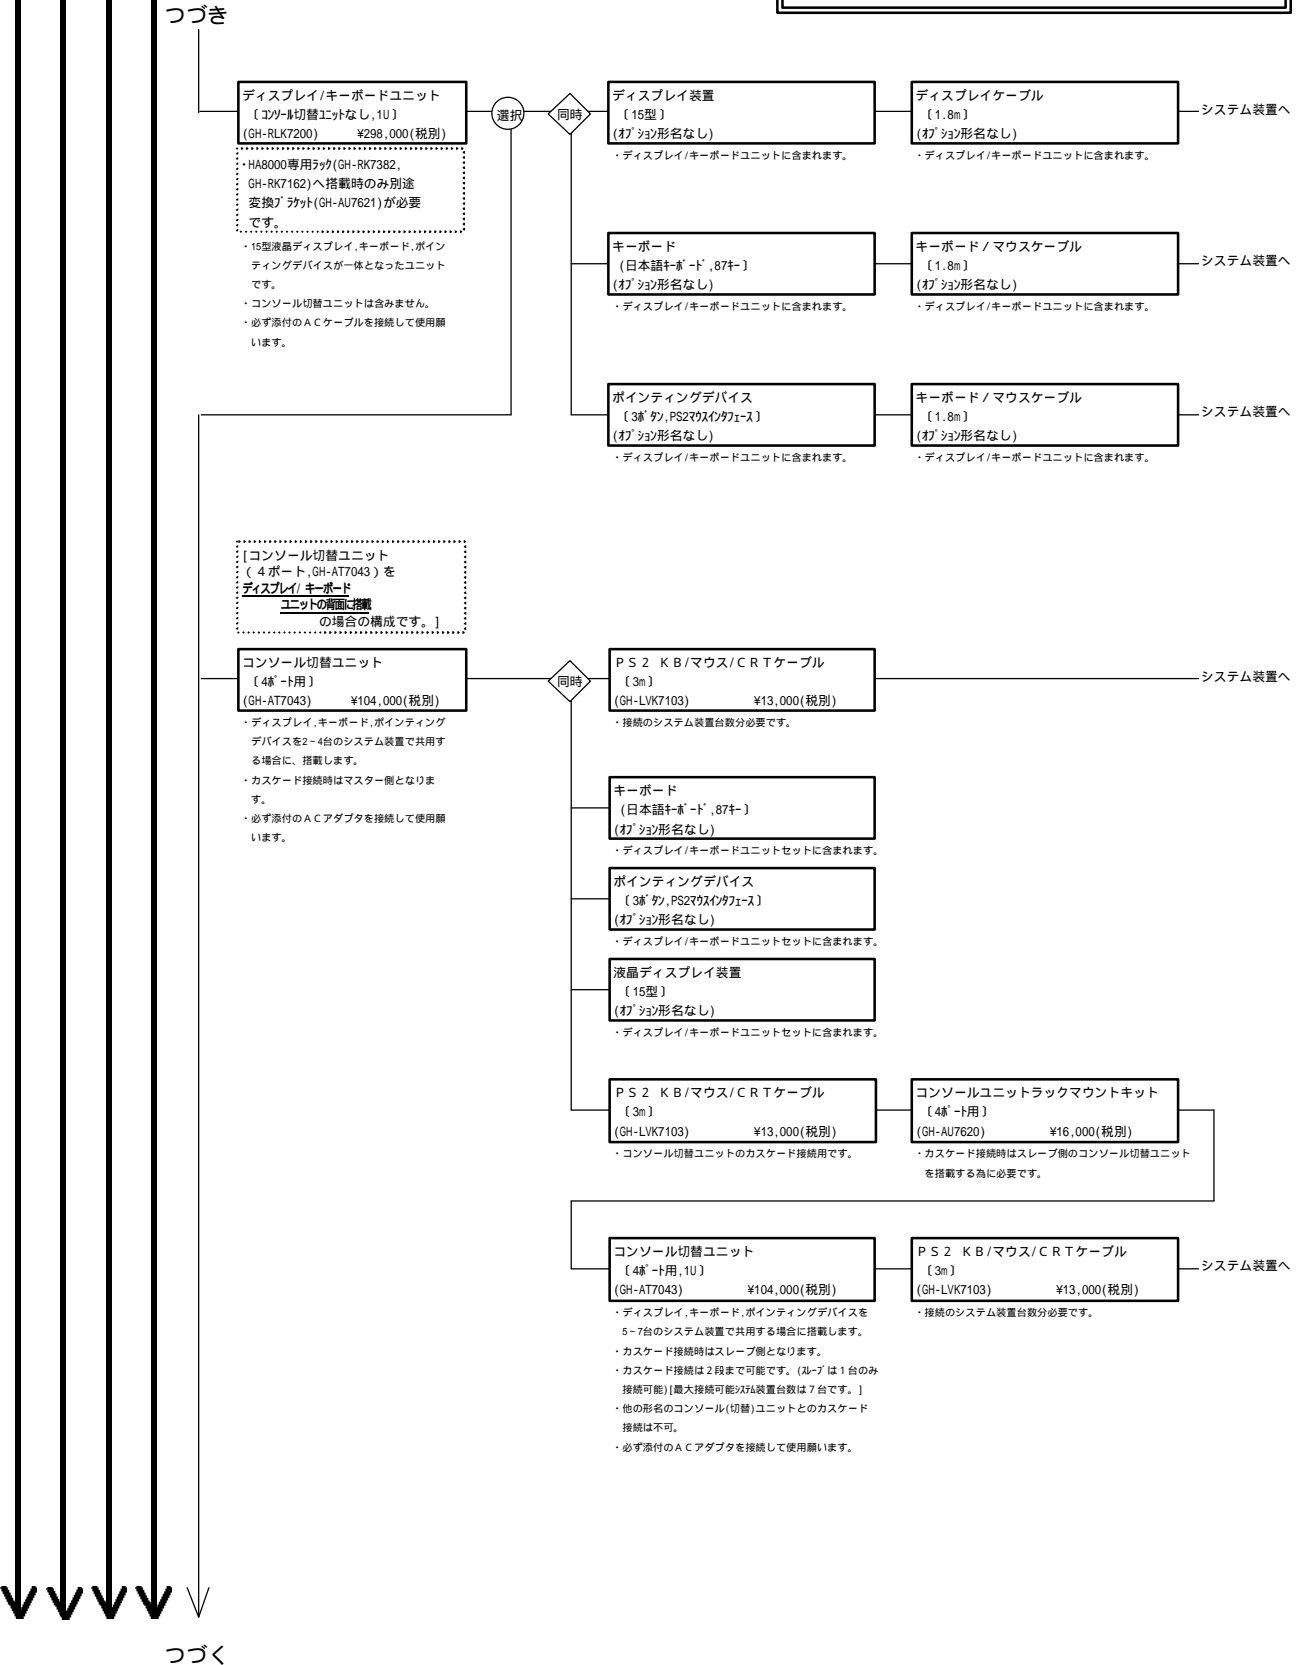 つづき
ディスプレイ/キーボードユニット
〔ｺﾝｿｰﾙ切替ﾕﾆｯﾄなし,1U〕
(GH-RLK7200) ¥298,000(税別)
・HA8000専用ﾗｯｸ(GH-RK7382,
GH-RK7162)へ搭載時のみ別途
変換ﾌﾞﾗｹｯﾄ(GH-AU7621)が必要
です。
・15型液晶ディスプレイ,キーボード,ポイン
ティングデバイスが一体となったユニット
です。
・コンソール切替ユニットは含みません。
・必ず添付のＡＣケーブルを接続して使用願
います。
選択
同時
ディスプレイ装置
〔15型〕
(ｵﾌﾟｼｮﾝ形名なし)
・ディスプレイ/キーボードユニットに含まれます。
ディスプレイケーブル
〔1.8m〕
(ｵﾌﾟｼｮﾝ形名なし)
・ディスプレイ/キーボードユニットに含まれます。
システム装置へ
キーボード
(日本語ｷｰﾎﾞｰﾄﾞ,87ｷｰ〕
(ｵﾌﾟｼｮﾝ形名なし)
・ディスプレイ/キーボードユニットに含まれます。
キーボード／マウスケーブル
〔1.8m〕
(ｵﾌﾟｼｮﾝ形名なし)
・ディスプレイ/キーボードユニットに含まれます。
システム装置へ
ポインティングデバイス
〔3ﾎﾞﾀﾝ,PS2ﾏｳｽｲﾝﾀﾌｪｰｽ〕
(ｵﾌﾟｼｮﾝ形名なし)
・ディスプレイ/キーボードユニットに含まれます。
キーボード／マウスケーブル
〔1.8m〕
(ｵﾌﾟｼｮﾝ形名なし)
・ディスプレイ/キーボードユニットに含まれます。
システム装置へ
[コンソール切替ユニット
（４ポート,GH-AT7043）を
ディスプレイ/キーボード
ユニットの背面に搭載
の場合の構成です。]
コンソール切替ユニット
〔4ﾎﾟｰﾄ用〕
(GH-AT7043) ¥104,000(税別)
・ディスプレイ,キーボード,ポインティング
デバイスを2~4台のシステム装置で共用す
る場合に、搭載します。
・カスケード接続時はマスター側となりま
す。
・必ず添付のＡＣアダプタを接続して使用願
います。
同時
ＰＳ２ ＫＢ/マウス/ＣＲＴケーブル
〔3m〕
(GH-LVK7103) ¥13,000(税別)
・接続のシステム装置台数分必要です。
システム装置へ
キーボード
(日本語ｷｰﾎﾞｰﾄﾞ,87ｷｰ〕
(ｵﾌﾟｼｮﾝ形名なし)
・ディスプレイ/キーボードユニットセットに含まれます。
ポインティングデバイス
〔3ﾎﾞﾀﾝ,PS2ﾏｳｽｲﾝﾀﾌｪｰｽ〕
(ｵﾌﾟｼｮﾝ形名なし)
・ディスプレイ/キーボードユニットセットに含まれます。
液晶ディスプレイ装置
〔15型〕
(ｵﾌﾟｼｮﾝ形名なし)
・ディスプレイ/キーボードユニットセットに含まれます。
ＰＳ２ ＫＢ/マウス/ＣＲＴケーブル
〔3m〕
(GH-LVK7103) ¥13,000(税別)
・コンソール切替ユニットのカスケード接続用です。
コンソールユニットラックマウントキット
〔4ﾎﾟｰﾄ用〕
(GH-AU7620) ¥16,000(税別)
・カスケード接続時はスレーブ側のコンソール切替ユニット
を搭載する為に必要です。
コンソール切替ユニット
〔4ﾎﾟｰﾄ用,1U〕
(GH-AT7043) ¥104,000(税別)
・ディスプレイ,キーボード,ポインティングデバイスを
5~7台のシステム装置で共用する場合に搭載します。
・カスケード接続時はスレーブ側となります。
・カスケード接続は２段まで可能です。(ｽﾚｰﾌﾞは１台のみ
接続可能)[最大接続可能ｼｽﾃﾑ装置台数は７台です。]
・他の形名のコンソール(切替)ユニットとのカスケード
接続は不可。
・必ず添付のＡＣアダプタを接続して使用願います。
ＰＳ２ ＫＢ/マウス/ＣＲＴケーブル
〔3m〕
(GH-LVK7103) ¥13,000(税別)
・接続のシステム装置台数分必要です。
システム装置へ
つづく